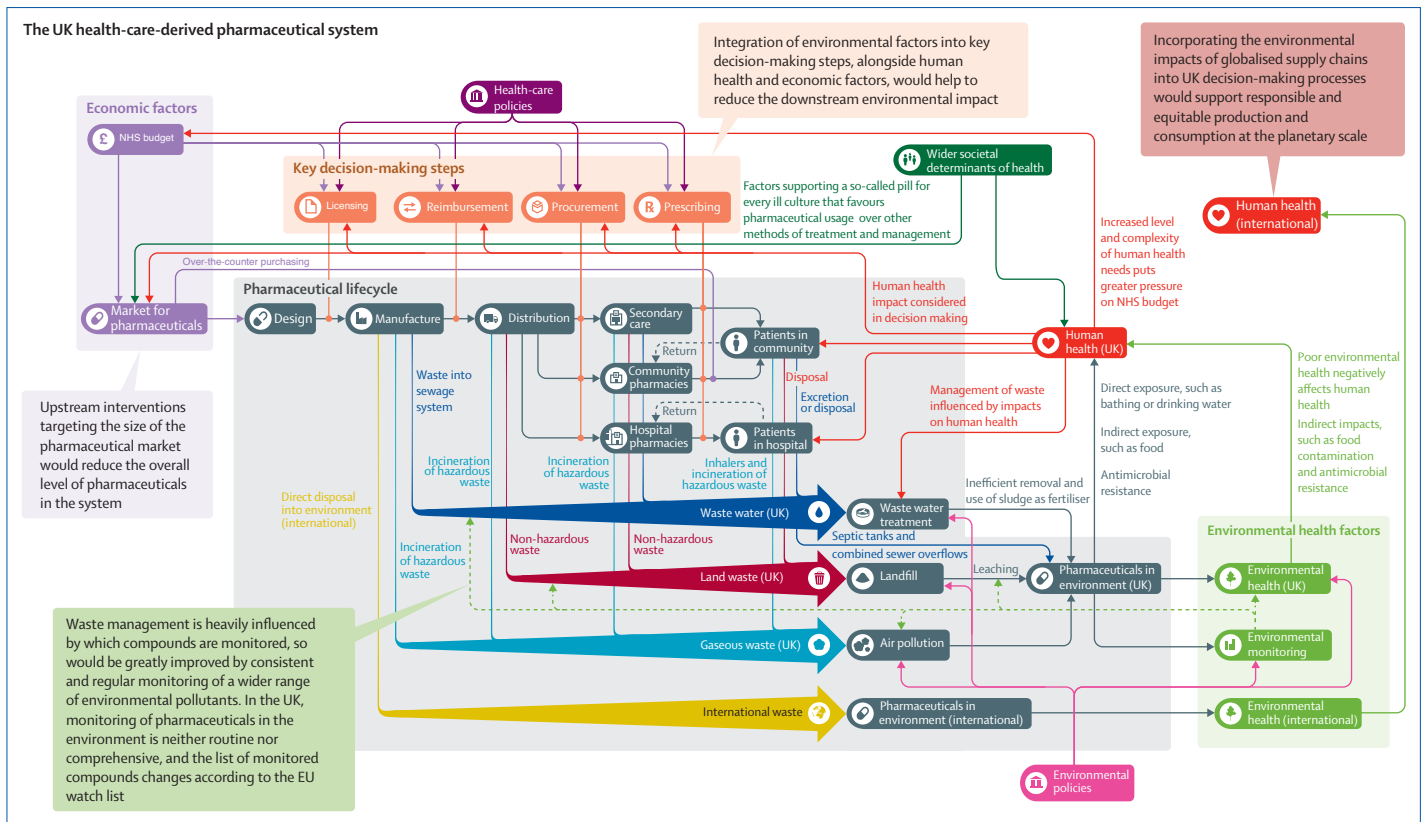 The UK health-care-derived pharmaceutical system
Integration of environmental factors into key
decision-making steps, alongside human
health and economic factors, would help to
reduce the downstream environmental impact
Incorporating the environmental
impacts of globalised supply chains
into UK decision-making processes
would support responsible and
equitable production and
consumption at the planetary scale
Economic factors
£
NHS budget
Health-care
policies
Key decision-making steps
Licensing
Reimbursement
Procurement
Prescribing
Wider societal
determinants of health
Factors supporting a so-called pill for
every ill culture that favours
pharmaceutical usage over other
methods of treatment and management
Human health
(international)
Increased level
and complexity
of human health
needs puts
greater pressure
on NHS budget
Over-the-counter purchasing
Market for
pharmaceuticals
Pharmaceutical lifecycle
Design
Manufacture
Distribution
Secondary
care
Patients in
community
Return
Community
pharmacies
Return
Hospital
pharmacies
Patients
in hospital
Human health
impact considered
in decision making
Human
health (UK)
Disposal
Excretion
or disposal
Management of waste
influenced by impacts
on human health
Direct exposure, such as
bathing or drinking water
Indirect exposure,
such as food
Antimicrobial
resistance
Poor environmental
health negatively
affects human
health
Indirect impacts,
such as food
contamination
and antimicrobial
resistance
Upstream interventions
targeting the size of the
pharmaceutical market
would reduce the overall
level of pharmaceuticals
in the system
Waste into
sewage
system
Incineration
of hazardous
waste
Incineration
of hazardous
waste
Inhalers and
incineration of
hazardous waste
Direct disposal
into environment
(international)
Inefficient removal and
use of sludge as fertiliser
Waste water (UK)
Waste water
treatment
Septic tanks and
combined sewer overflows
Incineration
of hazardous
waste
Non-hazardous
waste
Non-hazardous
waste
Land waste (UK)
Landfill
Leaching
Pharmaceuticals in
environment (UK)
Environmental health factors
Environmental
health (UK)
Gaseous waste (UK)
Air pollution
Environmental
monitoring
International waste
Pharmaceuticals in
environment (international)
Environmental
health (international)
Environmental
policies
Waste management is heavily influenced
by which compounds are monitored, so
would be greatly improved by consistent
and regular monitoring of a wider range
of environmental pollutants. In the UK,
monitoring of pharmaceuticals in the
environment is neither routine nor
comprehensive, and the list of monitored
compounds changes according to the EU
watch list